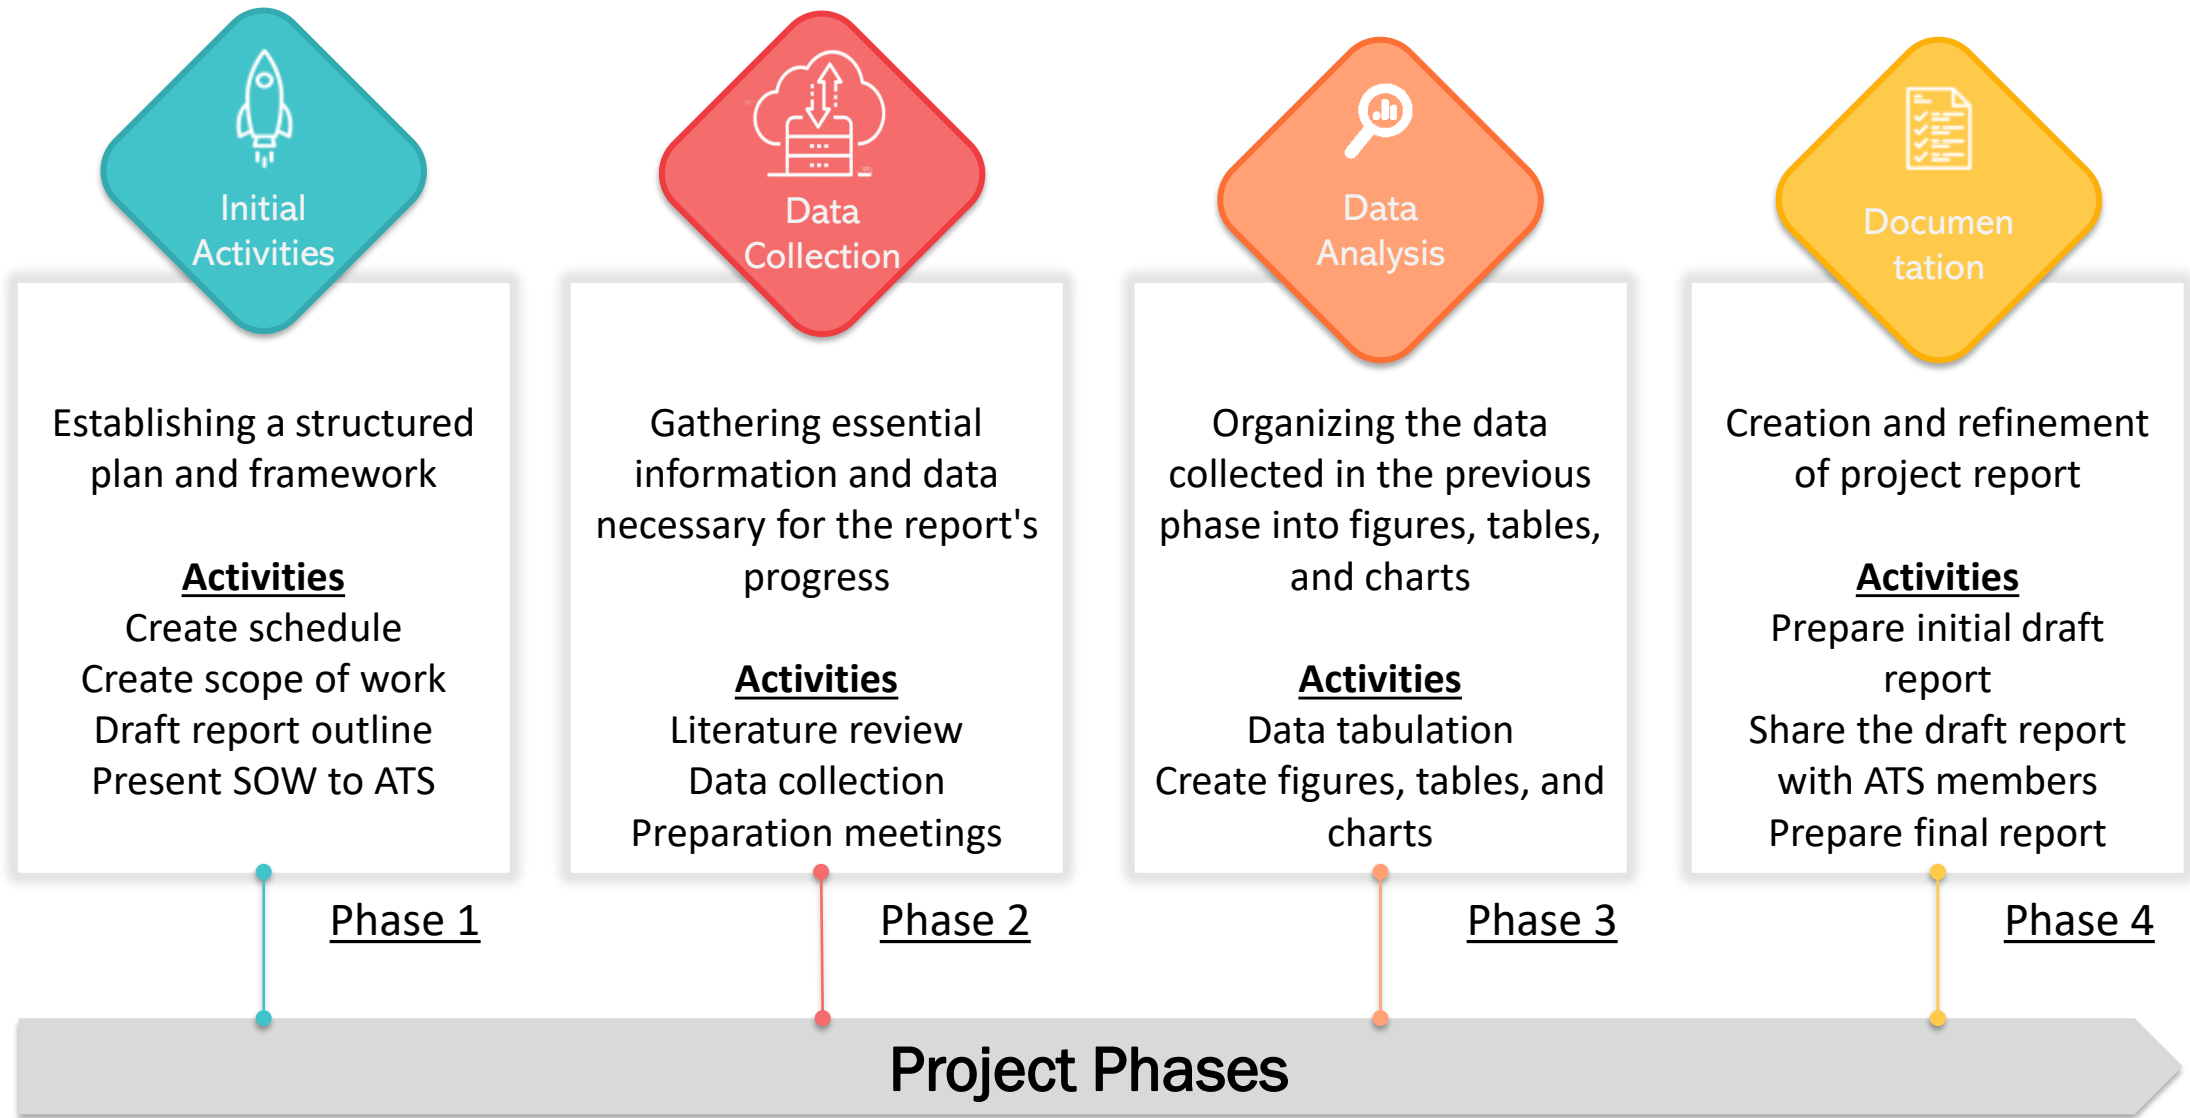 Initial
Activities
Establishing a structured
plan and framework
Activities
Create schedule
Create scope of work
Draft report outline
Present SOW to ATS
Phase 1
Data
Collection
Gathering essential
information and data
necessary for the report's
progress
Activities
Literature review
Data collection
Preparation meetings
Phase 2
Data
Analysis
Organizing the data
collected in the previous
phase into figures, tables,
and charts
Activities
Data tabulation
Create figures, tables, and
charts
Phase 3
Documen
tation
Creation and refinement
of project report
Activities
Prepare initial draft
report
Share the draft report
with ATS members
Prepare final report
Phase 4
Project Phases